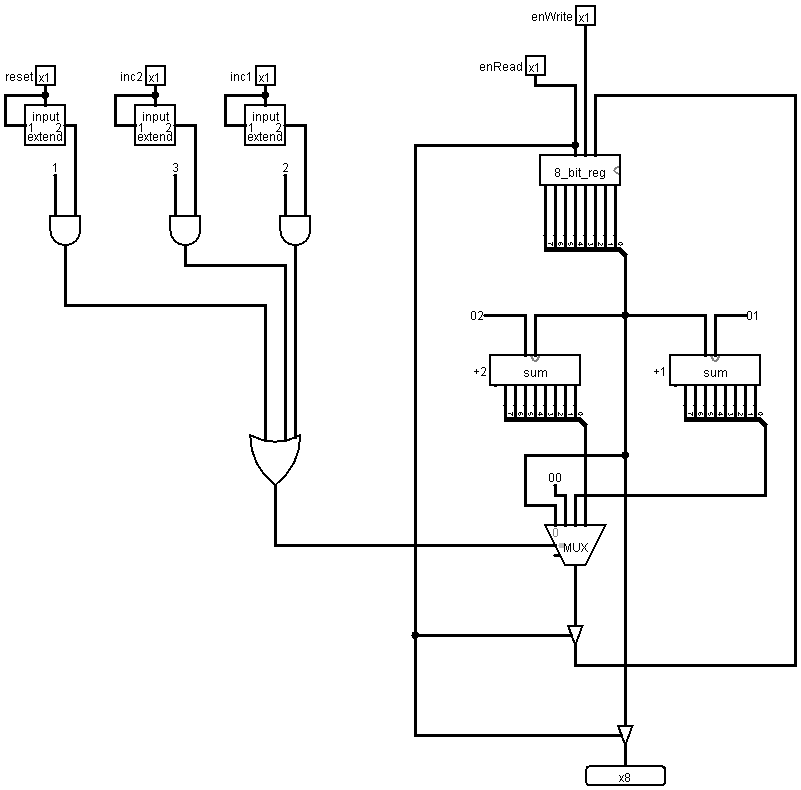 enWrite x1
enRead x1
reset x1
inc2 x1
inc1 x1
input
1 2
extend
input
1 2
extend
input
1 2
extend
1
3
2
8_bit_reg
7 6 5 4 3 2 1 0
02
01
+2
sum
+1
sum
7 6 5 4 3 2 1 0
7 6 5 4 3 2 1 0
00
0
MUX
x8